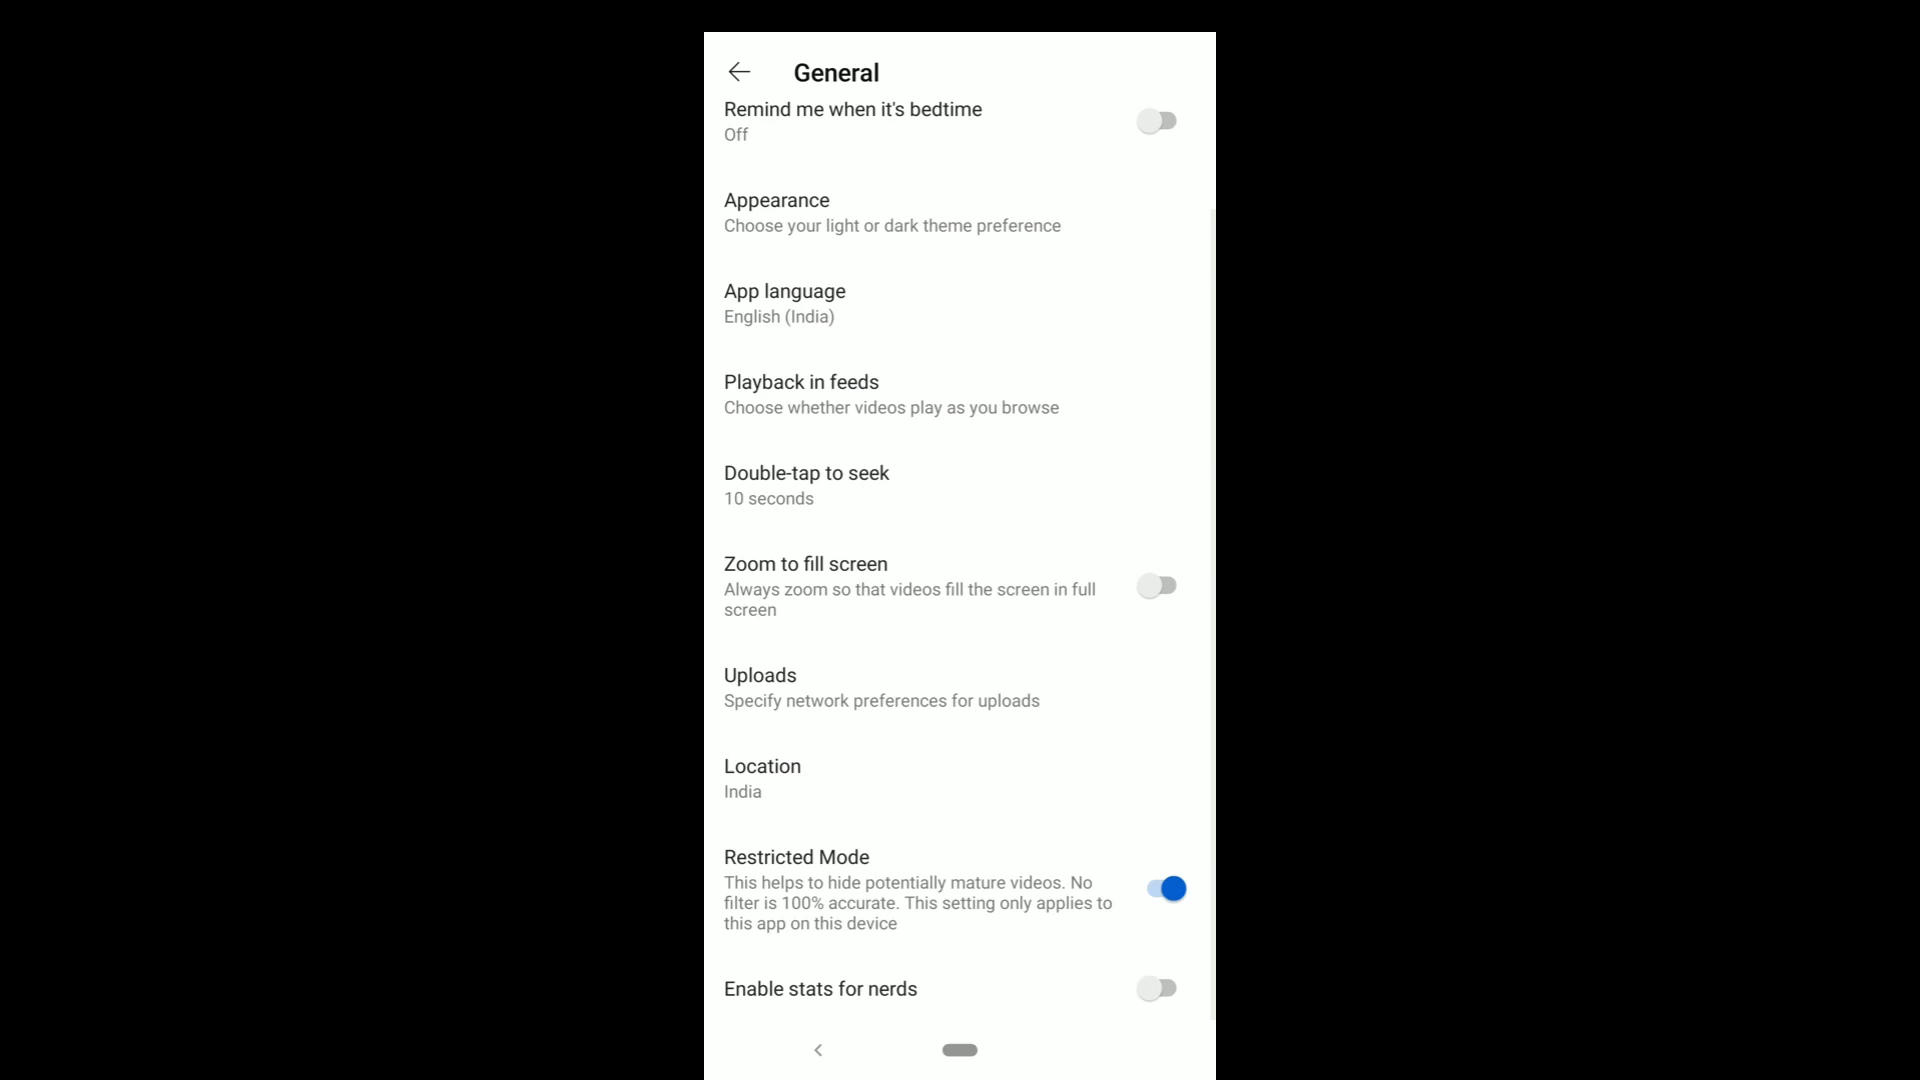 General
Remind me when it's bedtime
Off
Appearance
Choose your light or dark theme preference
App language
English (India)
Playback in feeds
Choose whether videos play as you browse
Double-tap to seek
10 seconds
Zoom to fill screen
Always zoom so that videos fill the screen in full
screen
Uploads
Specify network preferences for uploads
Location
India
Restricted Mode
This helps to hide potentially mature videos. No
filter is 100% accurate. This setting only applies to
this app on this device
Enable stats for nerds